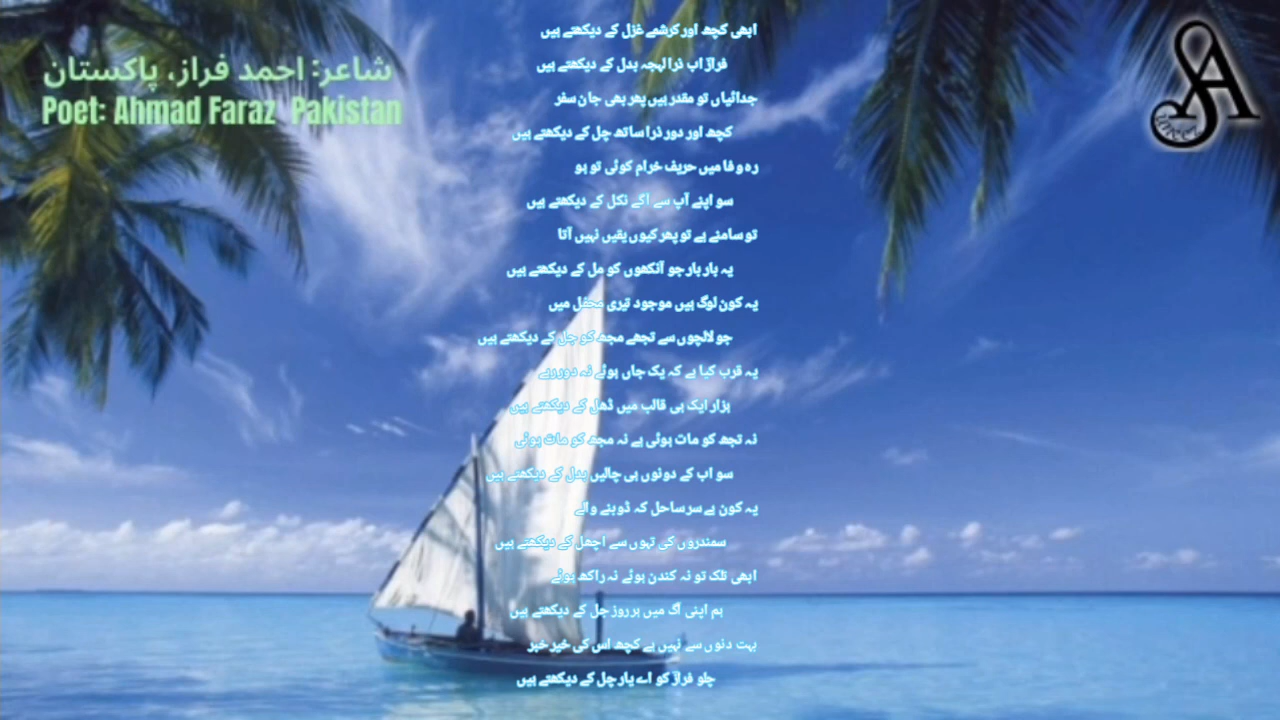 شاعر: احمد فراز، پاکستان
Poet: Ahmad Faraz Pakistan
ابھی کچھ اور کرشمے غزل کے دیکھتے ہیں
فرازؔ اب ذرا لہجہ بدل کے دیکھتے ہیں
جدائیاں تو مقدر ہیں پھر بھی جان سفر
کچھ اور دور ذرا ساتھ چل کے دیکھتے ہیں
رہ وفا میں حریف خرام کوئی تو ہو
سو اپنے آپ سے آگے نکل کے دیکھتے ہیں
تو سامنے ہے تو پھر کیوں یقیں نہیں آتا
یہ بار بار جو آنکھوں کو مل کے دیکھتے ہیں
یہ کون لوگ ہیں موجود تیری محفل میں
جو لالچوں سے تجھے مجھ کو جل کے دیکھتے ہیں
یہ قرب کیا ہے کہ یک جاں ہوئے نہ دور رہے
ہزار ایک ہی قالب میں ڈھل کے دیکھتے ہیں
نہ تجھ کو مات ہوئی ہے نہ مجھ کو مات ہوئی
سو اب کے دونوں ہی چالیں بدل کے دیکھتے ہیں
یہ کون ہے سر ساحل کہ ڈوبنے والے
سمندروں کی تہوں سے اچھل کے دیکھتے ہیں
ابھی تلک تو نہ کندن ہوئے نہ راکھ ہوئے
ہم اپنی آگ میں ہر روز جل کے دیکھتے ہیں
بہت دنوں سے نہیں ہے کچھ اس کی خیر خبر
چلو فرازؔ کو اے یار چل کے دیکھتے ہیں